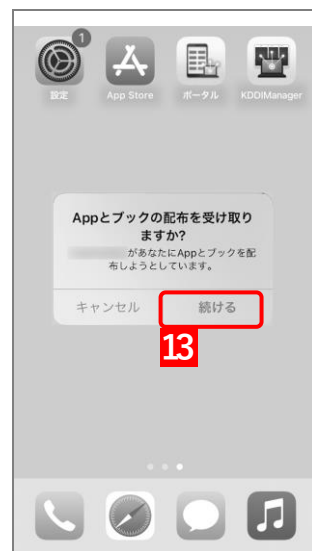 1
設定
App Store
ポータル
KDDIManager
Appとブックの配布を受け取り
ますか?
があなたにAppとブックを配
布しようとしています。
キャンセル
続ける
13